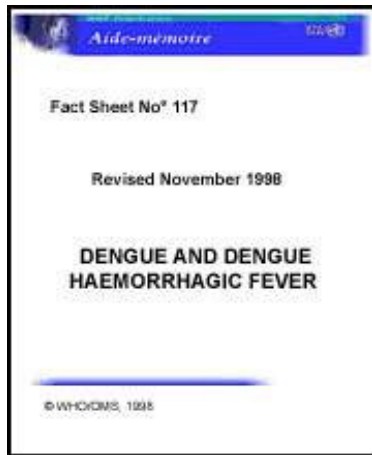 Aide-mémoire
Fact Sheet No° 117
Revised November 1998
DENGUE AND DENGUE
HAEMORRHAGIC FEVER
© WHO/OMS, 1998